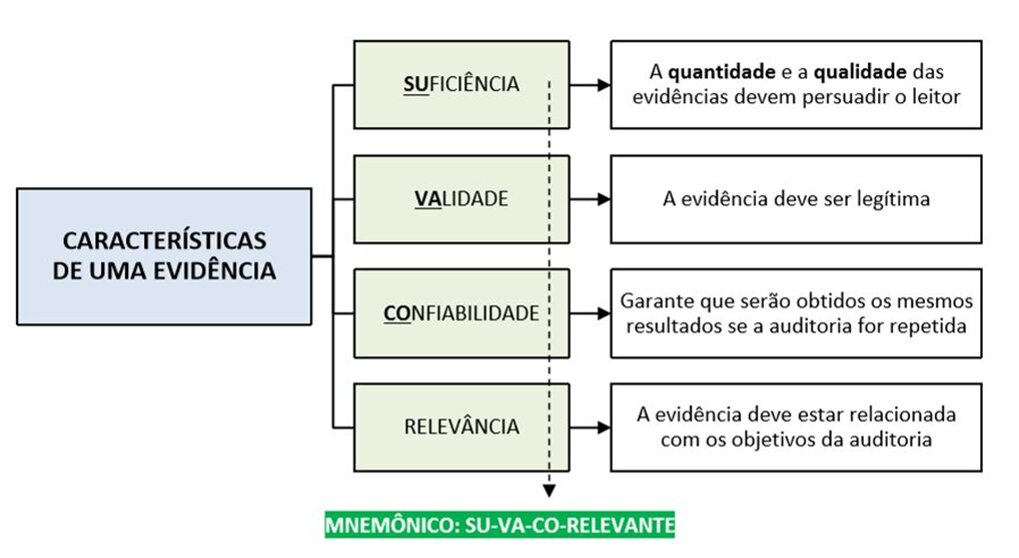 CARACTERÍSTICAS
DE UMA EVIDÊNCIA
SUFICIÊNCIA
A quantidade e a qualidade das
evidências devem persuadir o leitor
VALIDADE
A evidência deve ser legítima
CONFIABILIDADE
Garante que serão obtidos os mesmos
resultados se a auditoria for repetida
RELEVÂNCIA
A evidência deve estar relacionada
com os objetivos da auditoria
MNEMÔNICO: SU-VA-CO-RELEVANTE